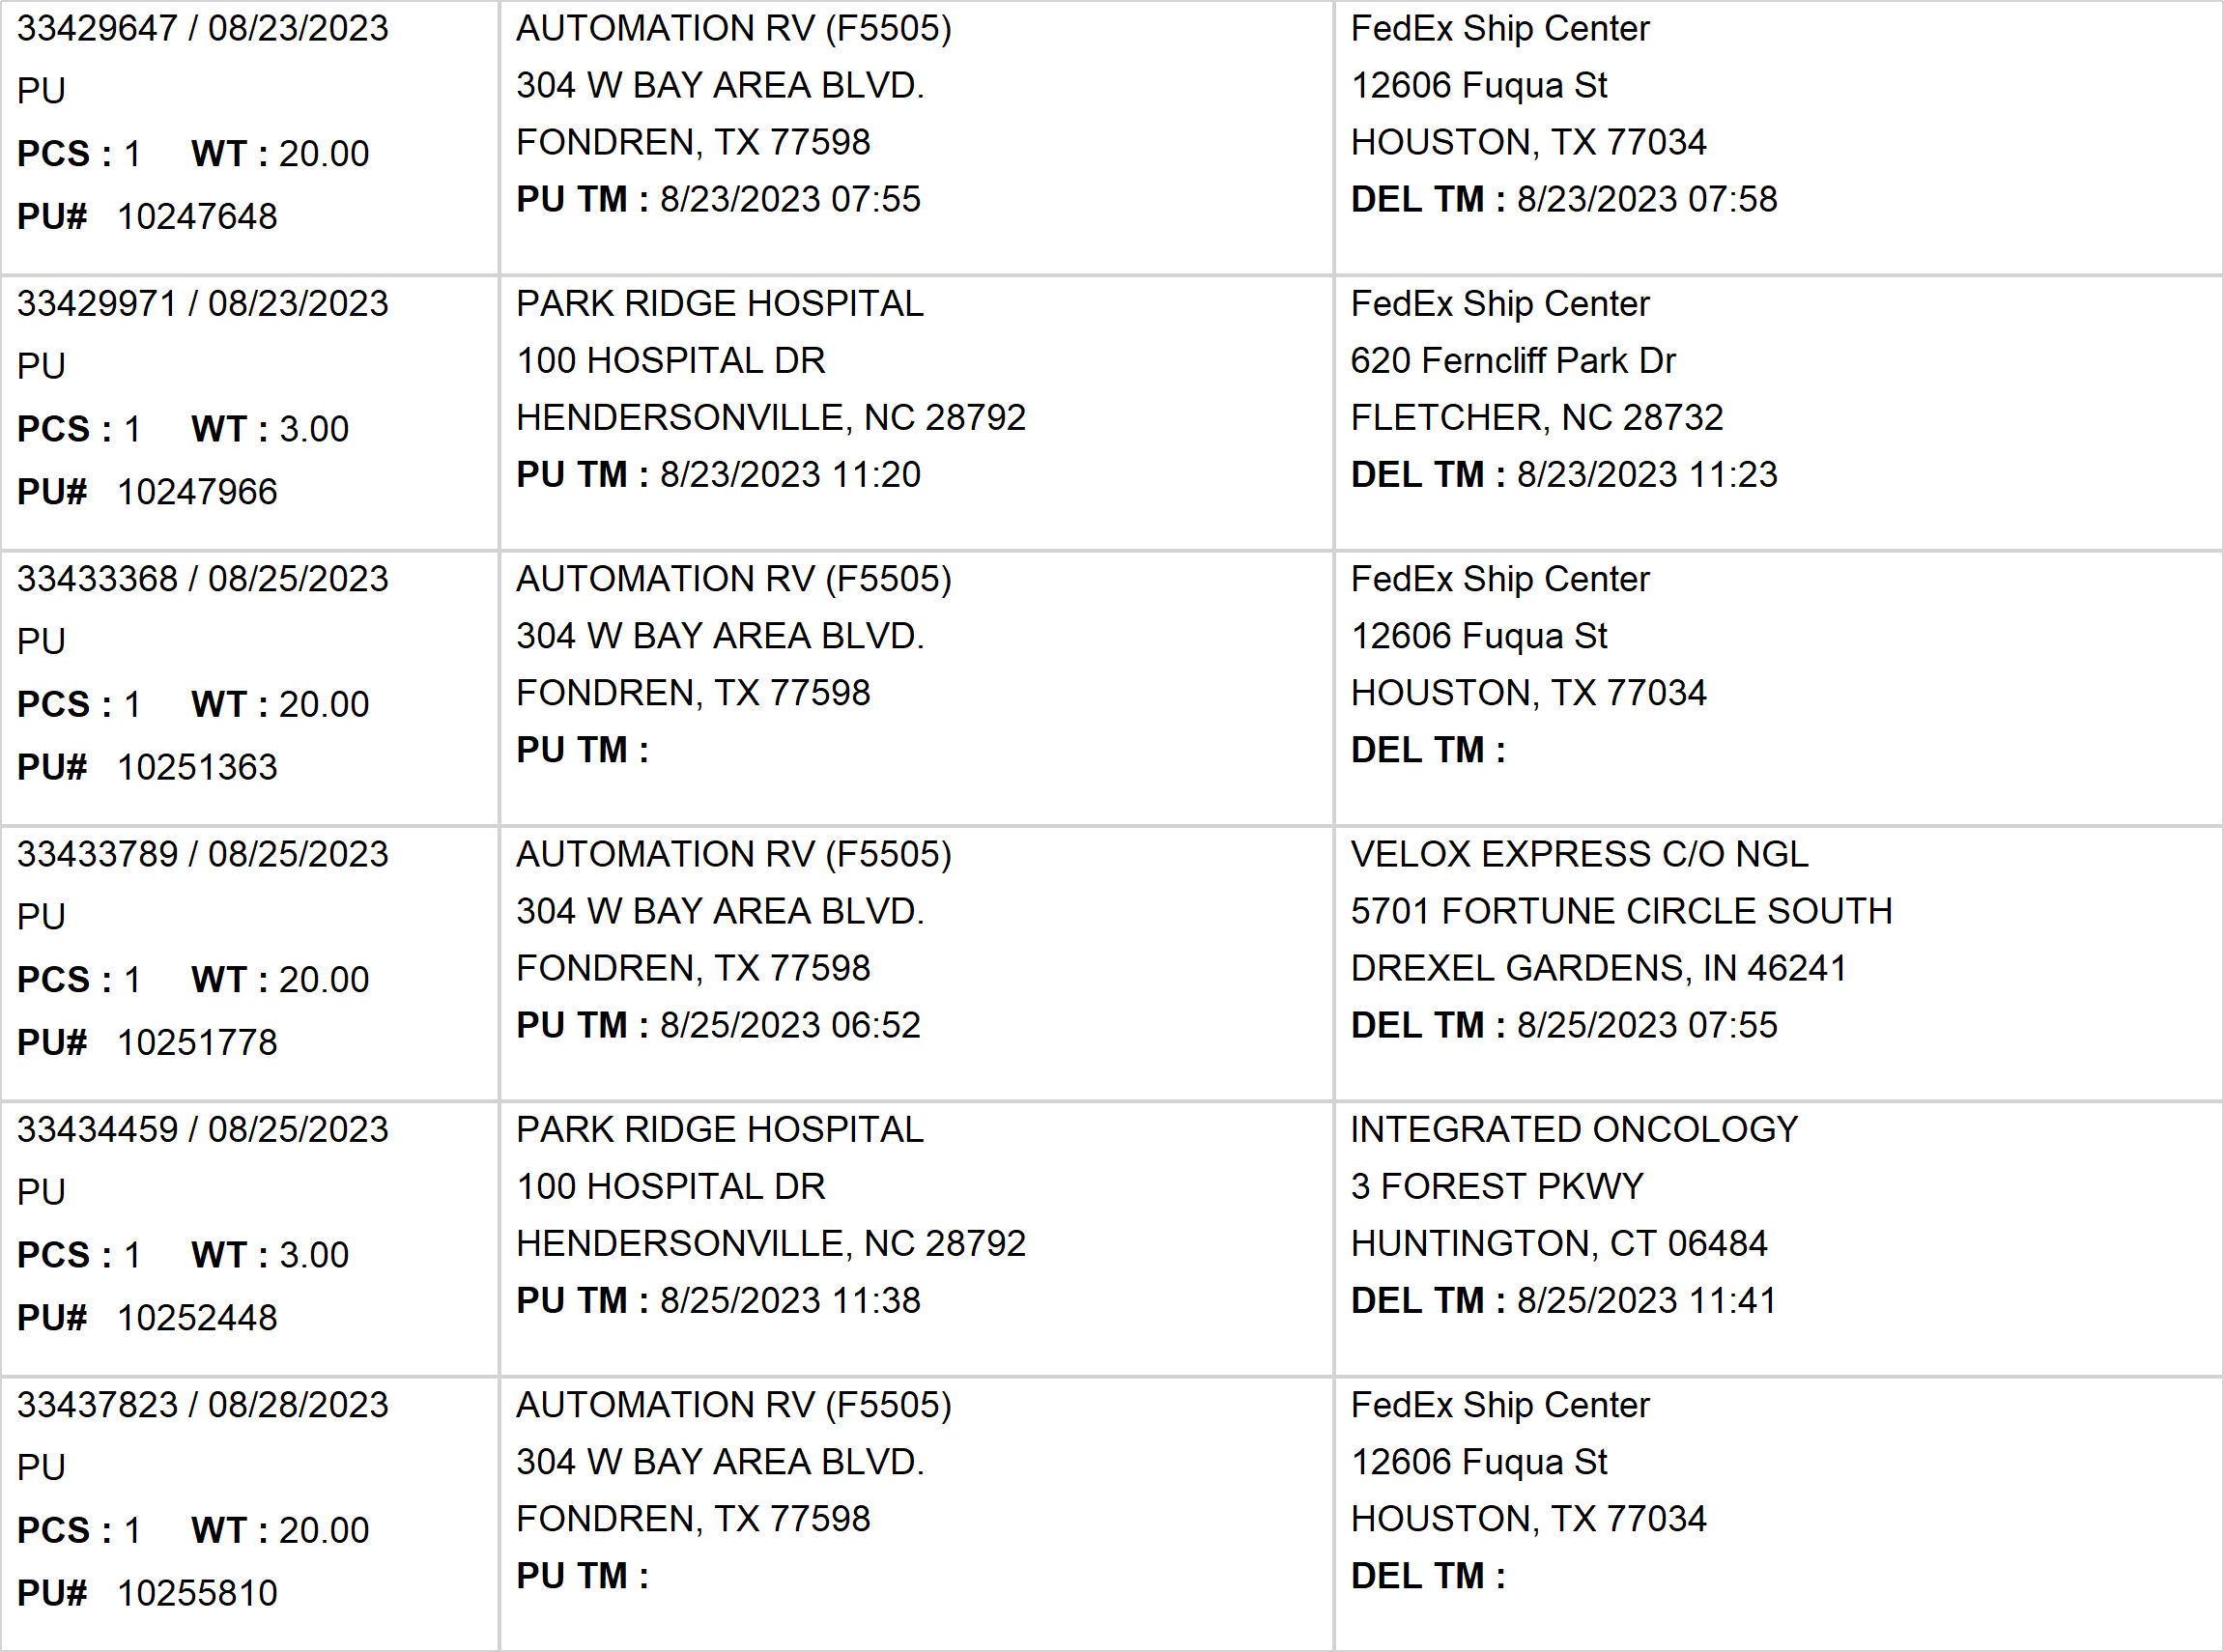 33429647 / 08/23/2023
PU
PCS : 1 WT : 20.00
PU# 10247648
AUTOMATION RV (F5505)
304 W BAY AREA BLVD.
FONDREN, TX 77598
PU TM : 8/23/2023 07:55
FedEx Ship Center
12606 Fuqua St
HOUSTON, TX 77034
DEL TM : 8/23/2023 07:58
33429971 / 08/23/2023
PU
PCS : 1 WT : 3.00
PU# 10247966
PARK RIDGE HOSPITAL
100 HOSPITAL DR
HENDERSONVILLE, NC 28792
PU TM : 8/23/2023 11:20
FedEx Ship Center
620 Ferncliff Park Dr
FLETCHER, NC 28732
DEL TM : 8/23/2023 11:23
33433368 / 08/25/2023
PU
PCS : 1 WT : 20.00
PU# 10251363
AUTOMATION RV (F5505)
304 W BAY AREA BLVD.
FONDREN, TX 77598
PU TM :
FedEx Ship Center
12606 Fuqua St
HOUSTON, TX 77034
DEL TM :
33433789 / 08/25/2023
PU
PCS : 1 WT : 20.00
PU# 10251778
AUTOMATION RV (F5505)
304 W BAY AREA BLVD.
FONDREN, TX 77598
PU TM : 8/25/2023 06:52
VELOX EXPRESS C/O NGL
5701 FORTUNE CIRCLE SOUTH
DREXEL GARDENS, IN 46241
DEL TM : 8/25/2023 07:55
33434459 / 08/25/2023
PU
PCS : 1 WT : 3.00
PU# 10252448
PARK RIDGE HOSPITAL
100 HOSPITAL DR
HENDERSONVILLE, NC 28792
PU TM : 8/25/2023 11:38
INTEGRATED ONCOLOGY
3 FOREST PKWY
HUNTINGTON, CT 06484
DEL TM : 8/25/2023 11:41
33437823 / 08/28/2023
PU
PCS : 1 WT : 20.00
PU# 10255810
AUTOMATION RV (F5505)
304 W BAY AREA BLVD.
FONDREN, TX 77598
PU TM :
FedEx Ship Center
12606 Fuqua St
HOUSTON, TX 77034
DEL TM :